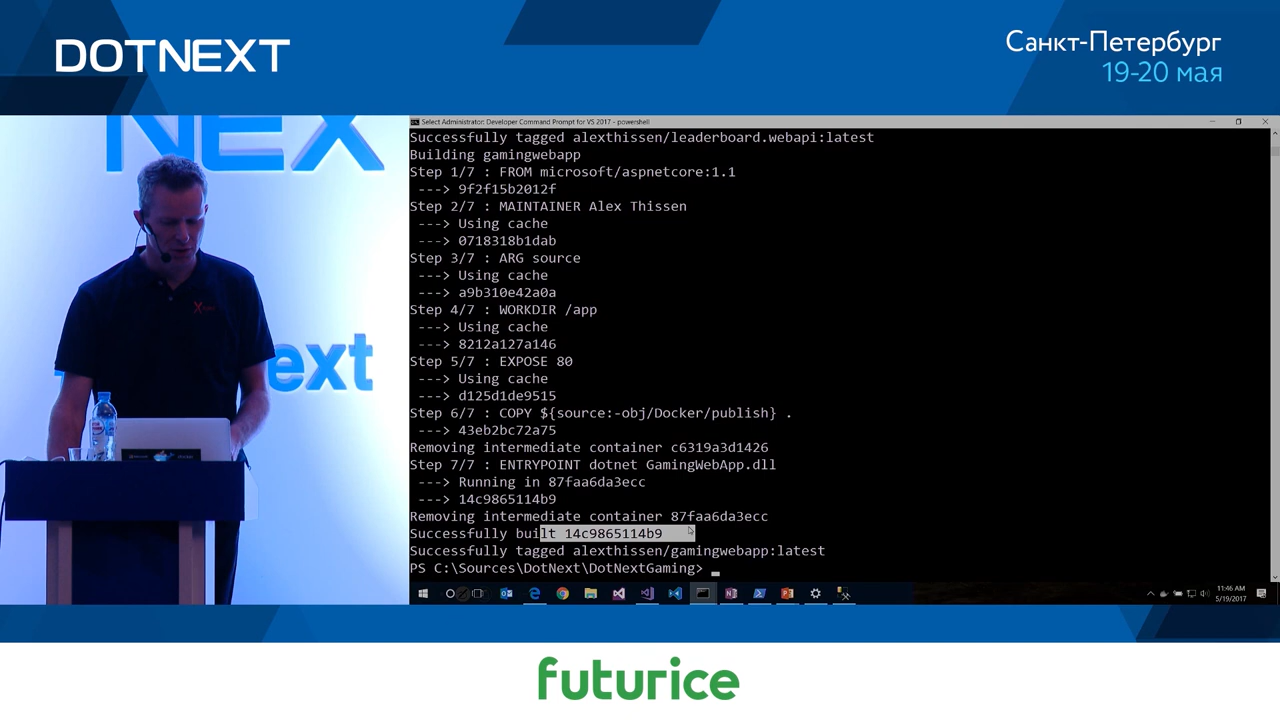 DOTNEXT
Санкт-Петербург
19-20 мая
NEX
ext
Select Administrator: Developer Command Prompt for VS 2017 - powershell
Successfully tagged alexthissen/leaderboard.webapi:latest
Building gamingwebapp
Step 1/7 : FROM microsoft/aspnetcore:1.1
---> 9f2f15b2012f
Step 2/7 : MAINTAINER Alex Thissen
---> Using cache
---> 0718318b1dab
Step 3/7 : ARG source
---> Using cache
---> a9b310e42a0a
Step 4/7 : WORKDIR /app
---> Using cache
---> 8212a127a146
Step 5/7 : EXPOSE 80
---> Using cache
---> d125d1de9515
Step 6/7 : COPY ${source:-obj/Docker/publish} .
---> 43eb2bc72a75
Removing intermediate container c6319a3d1426
Step 7/7 : ENTRYPOINT dotnet GamingWebApp.dll
---> Running in 87faa6da3ecc
---> 14c9865114b9
Removing intermediate container 87faa6da3ecc
Successfully built 14c9865114b9
Successfully tagged alexthissen/gamingwebapp:latest
PS C:\Sources\DotNext\DotNextGaming>
11:46 AM
5/19/2017
futurice